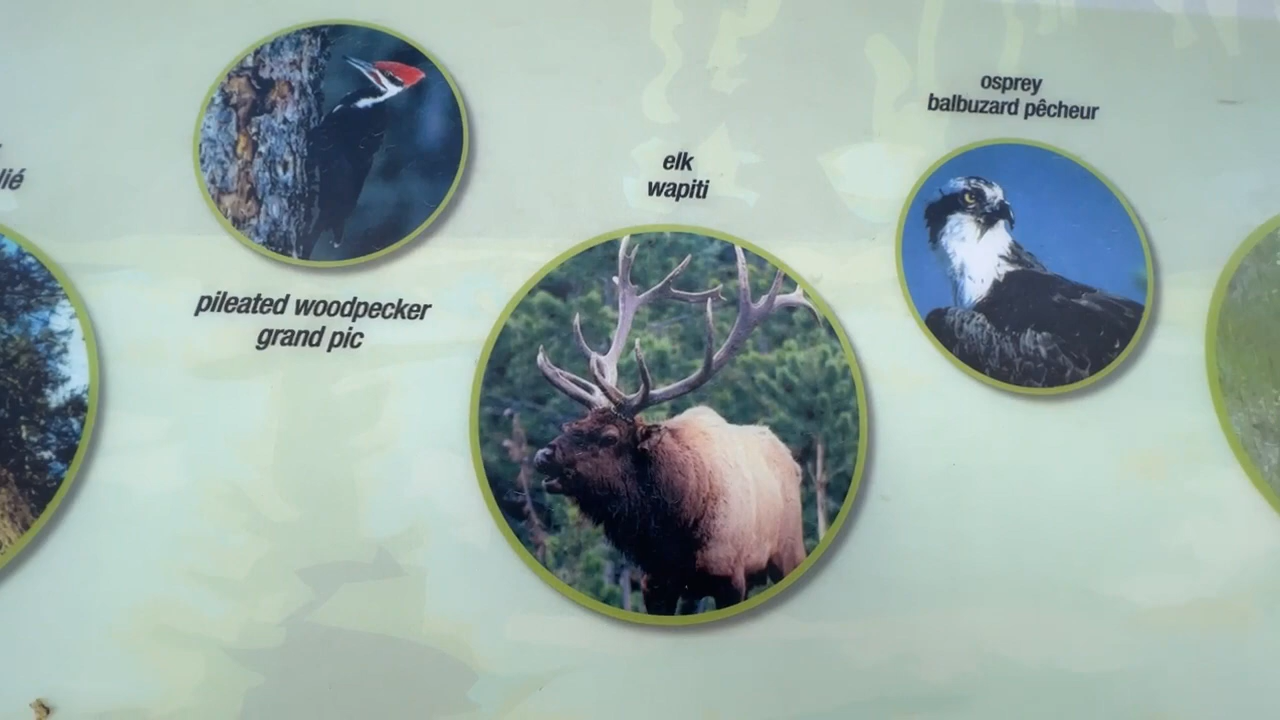 pileated woodpecker
grand pic
elk
wapiti
osprey
balbuzard pêcheur